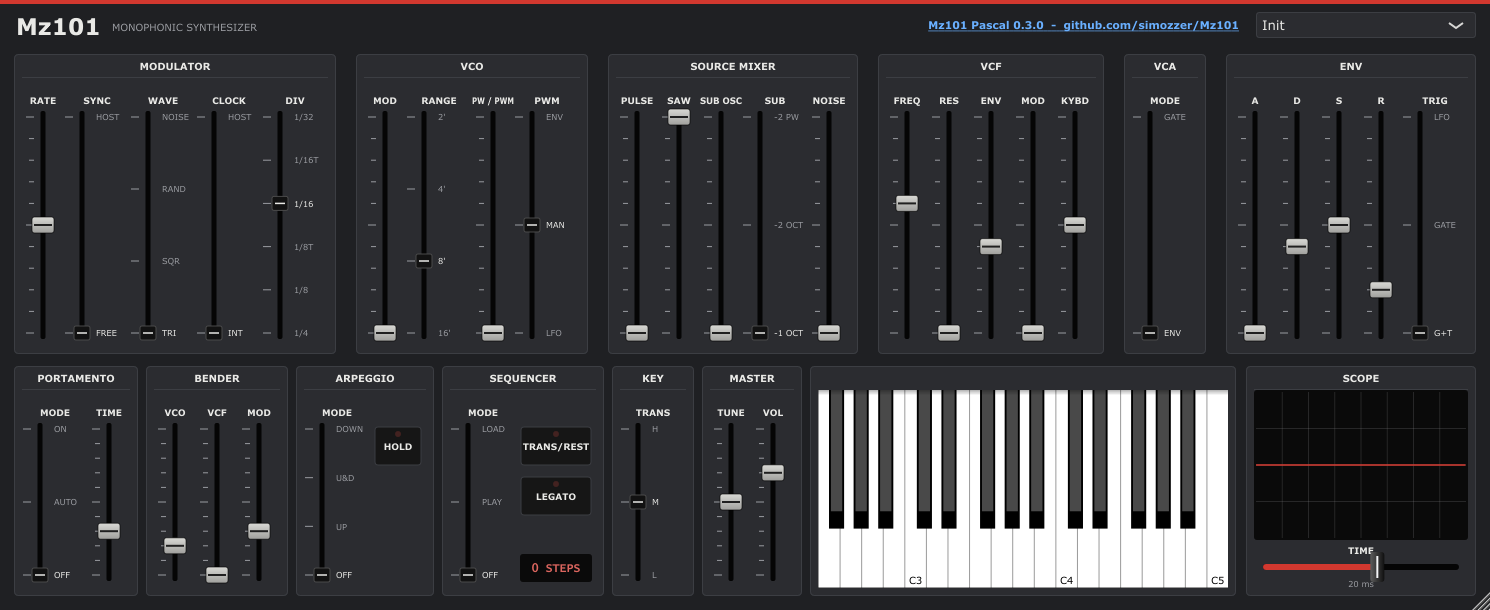 Mz101 MONOPHONIC SYNTHESIZER
Mz101 Pascal 0.3.0 - github.com/simozzer/Mz101
Init
MODULATOR
RATE SYNC WAVE CLOCK DIV
HOST NOISE HOST 1/32
1/16T
RAND
1/16
1/8T
SQR
1/8
FREE TRI INT 1/4
VCO
MOD RANGE PW / PWM PWM
2' ENV
4'
MAN
8'
16' LFO
SOURCE MIXER
PULSE SAW SUB OSC SUB NOISE
-2 PW
-2 OCT
-1 OCT
VCF
FREQ RES ENV MOD KYBD
VCA
MODE
GATE
ENV
ENV
A D S R TRIG
LFO
GATE
G+T
PORTAMENTO
MODE TIME
ON
AUTO
OFF
BENDER
VCO VCF MOD
ARPEGGIO
MODE
DOWN
HOLD
U&D
UP
OFF
SEQUENCER
MODE
LOAD
TRANS/REST
LEGATO
PLAY
0 STEPS
OFF
KEY
TRANS
H
M
L
MASTER
TUNE VOL
C3 C4 C5
SCOPE
TIME
20 ms